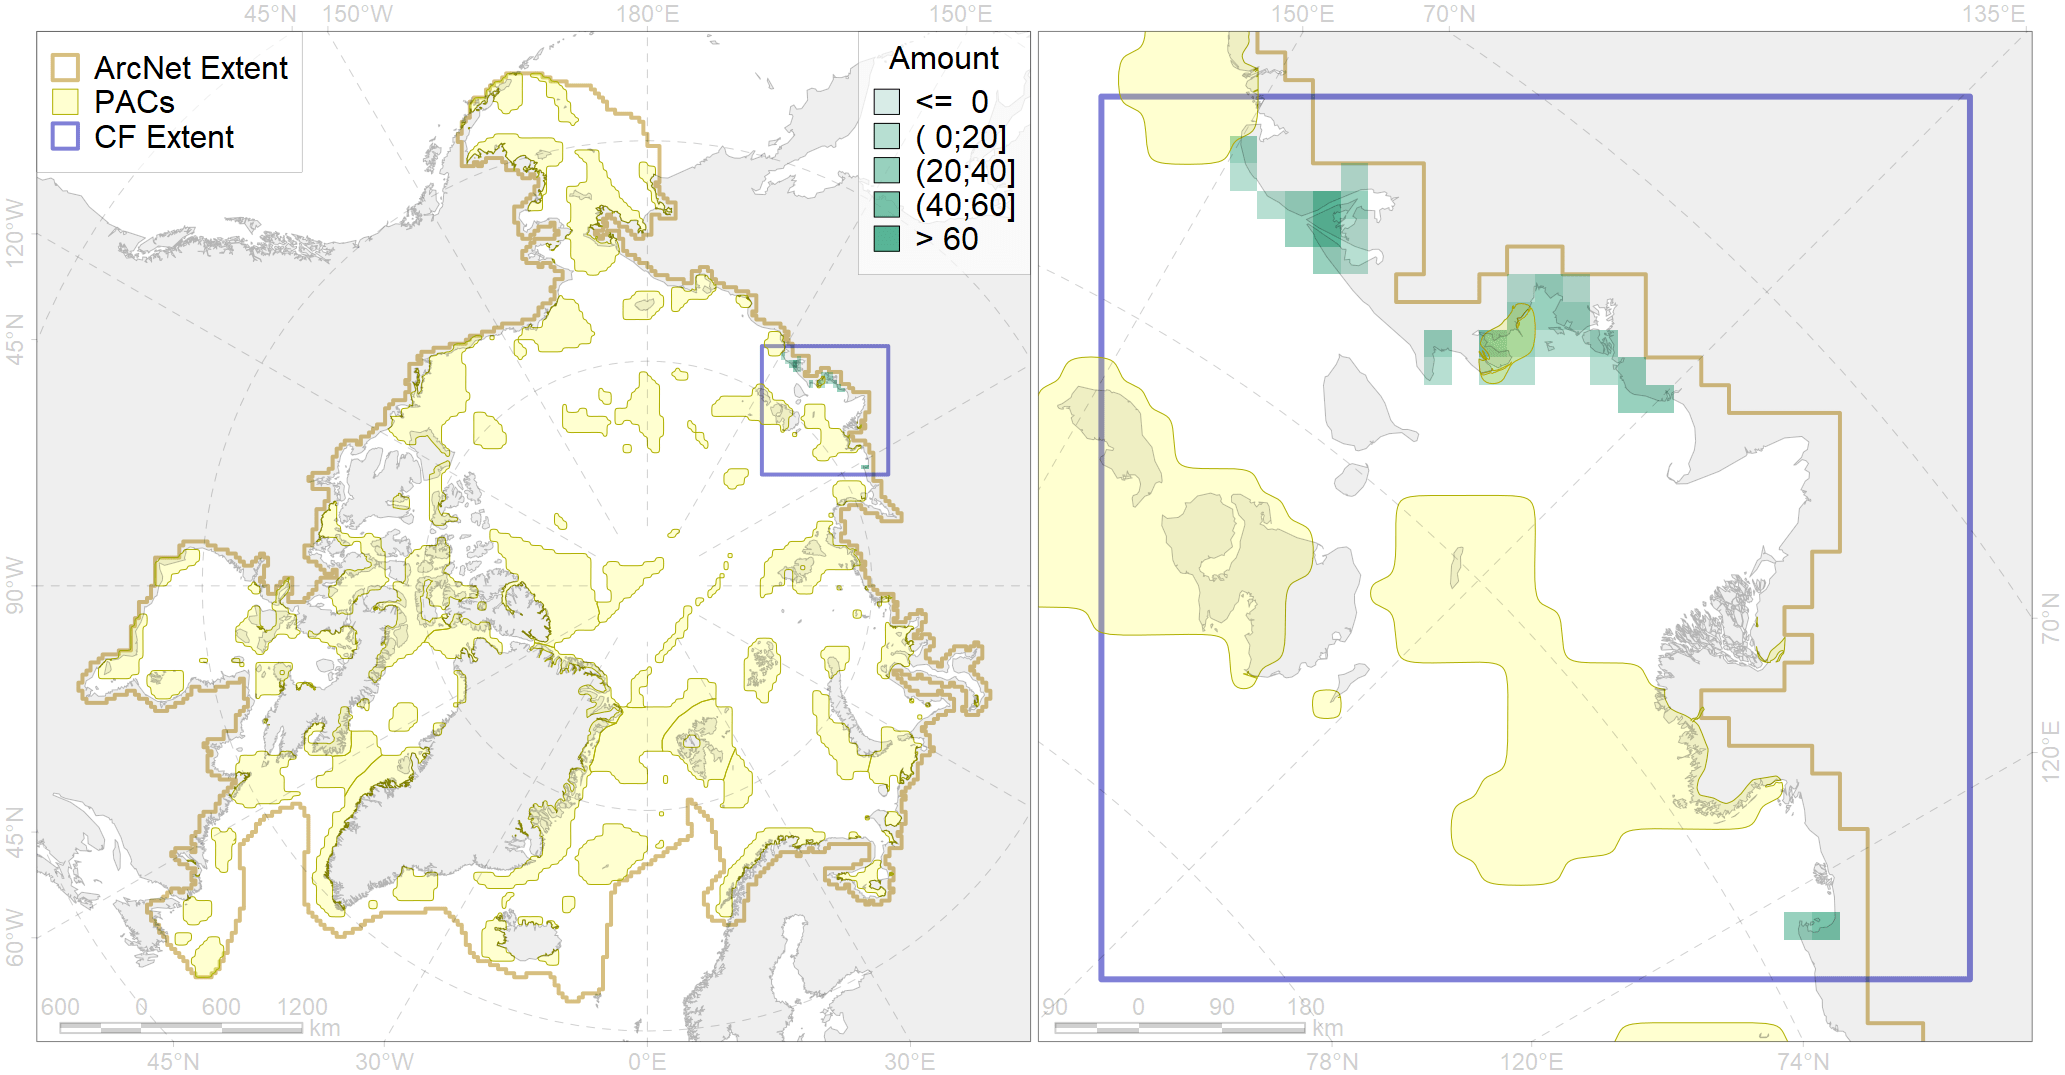 45°N 150°W 180°E 150°E
150°E 70°N 135°E
ArcNet Extent
PACs
CF Extent
Amount
<= 0
( 0;20]
(20;40]
(40;60]
> 60
120°W
45°N
90°W
45°N
60°W
70°N
120°E
600 0 600 1200
km
90 0 90 180
km
45°N 30°W 0°E 30°E
78°N 120°E 74°N